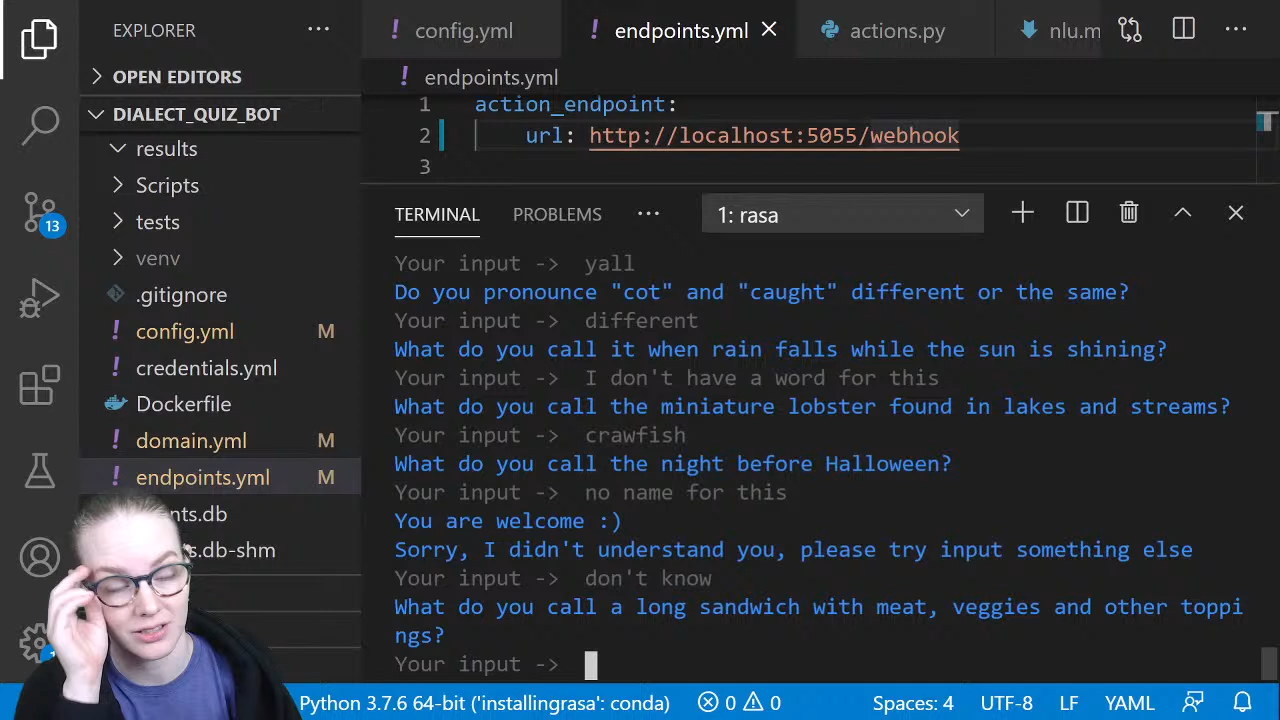 EXPLORER
OPEN EDITORS
DIALECT_QUIZ_BOT
results
Scripts
tests
venv
.gitignore
! config.yml M
credentials.yml
Dockerfile
! domain.yml M
! endpoints.yml M
nts.db
s.db-shm
13
! config.yml
! endpoints.yml
actions.py
nlu.m
! endpoints.yml
1 action_endpoint:
2 url: http://localhost:5055/webhook
3
TERMINAL PROBLEMS 1: rasa
Your input -> yall
Do you pronounce "cot" and "caught" different or the same?
Your input -> different
What do you call it when rain falls while the sun is shining?
Your input -> I don't have a word for this
What do you call the miniature lobster found in lakes and streams?
Your input -> crawfish
What do you call the night before Halloween?
Your input -> no name for this
You are welcome :)
Sorry, I didn't understand you, please try input something else
Your input -> don't know
What do you call a long sandwich with meat, veggies and other toppi
ngs?
Your input ->
Python 3.7.6 64-bit ('installingrasa': conda) 0 0 Spaces: 4 UTF-8 LF YAML